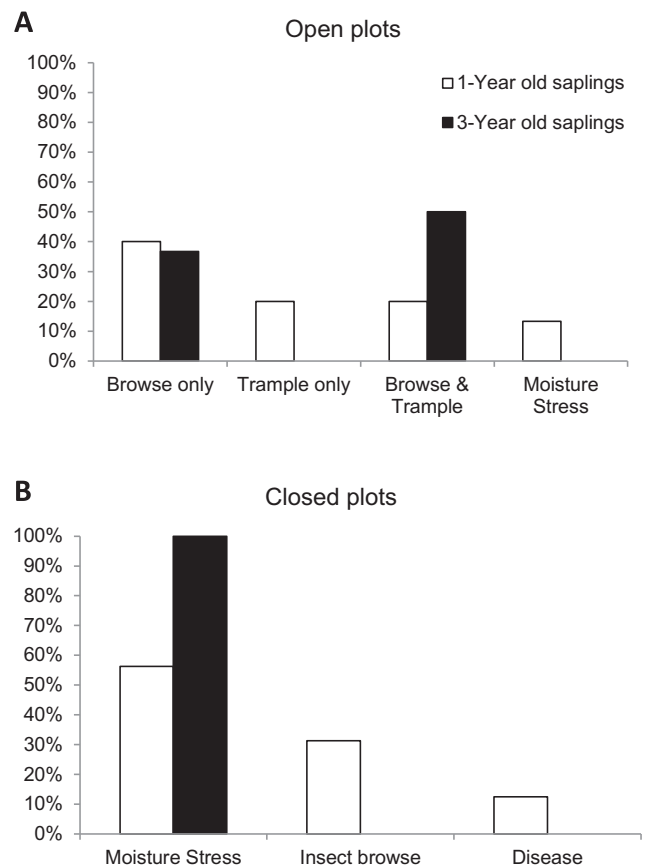 A
Open plots
100%
90%
80%
70%
60%
50%
40%
30%
20%
10%
0%
1-Year old saplings
3-Year old saplings
Browse only
Trample only
Browse &
Trample
Moisture
Stress
B
Closed plots
100%
90%
80%
70%
60%
50%
40%
30%
20%
10%
0%
Moisture Stress
Insect browse
Disease